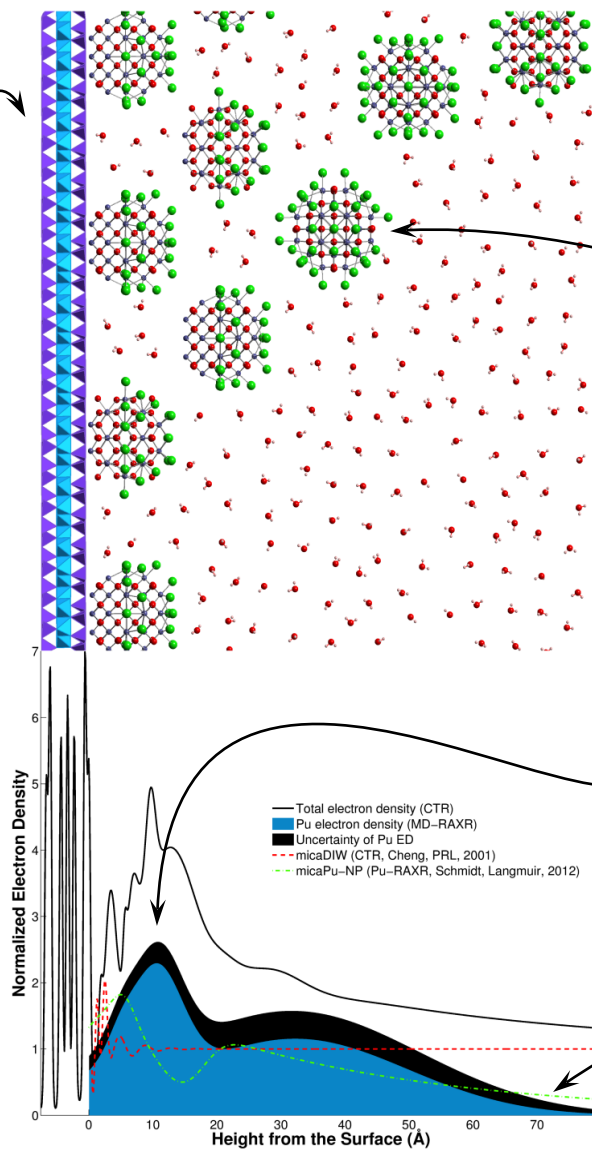 7
6
5
4
3
2
1
0
Normalized Electron Density
Total electron density (CTR)
Pu electron density (MD−RAXR)
Uncertainty of Pu ED
micaDIW (CTR, Cheng, PRL, 2001)
micaPu−NP (Pu−RAXR, Schmidt, Langmuir, 2012)
0 10 20 30 40 50 60 70
Height from the Surface (Å)